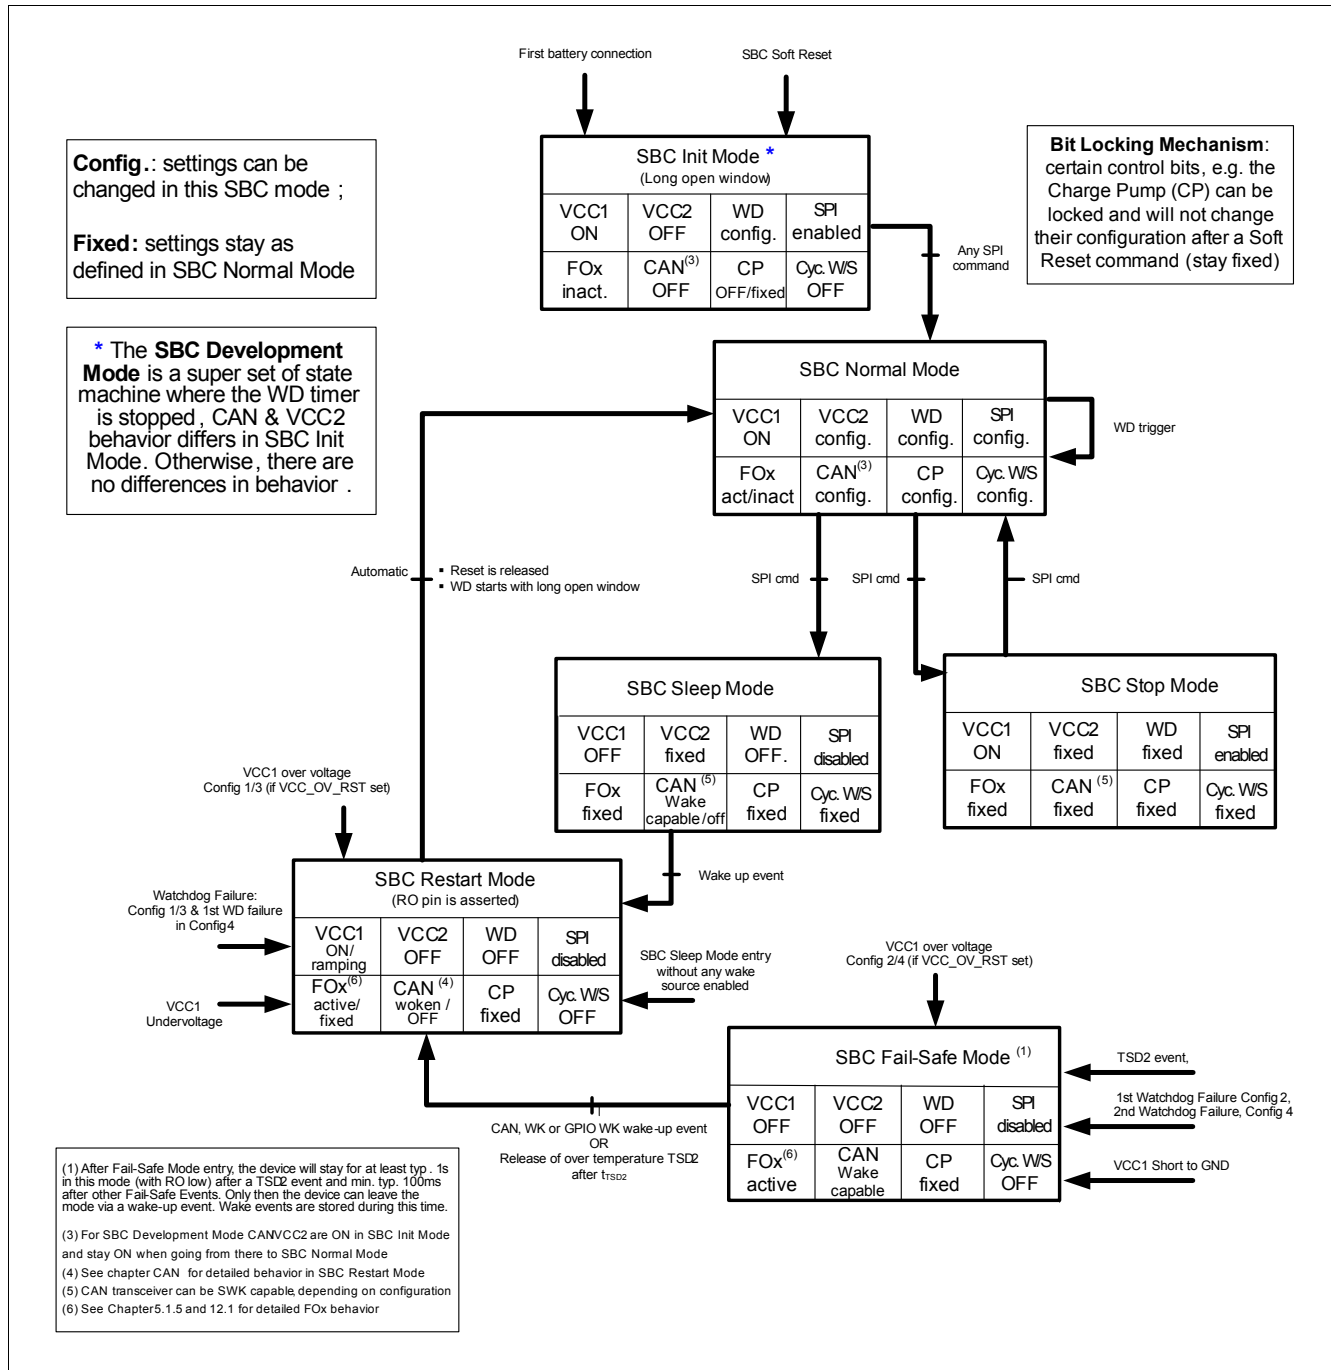 First battery connection
SBC Soft Reset
Config.: settings can be
changed in this SBC mode ;
Fixed: settings stay as
defined in SBC Normal Mode
SBC Init Mode *
(Long open window)
VCC1
ON
VCC2
OFF
WD
config.
SPI
enabled
FOx
inact.
CAN(3)
OFF
CP
OFF/fixed
Cyc. W/S
OFF
Bit Locking Mechanism:
certain control bits, e.g. the
Charge Pump (CP) can be
locked and will not change
their configuration after a Soft
Reset command (stay fixed)
Any SPI
command
* The SBC Development
Mode is a super set of state
machine where the WD timer
is stopped , CAN & VCC2
behavior differs in SBC Init
Mode. Otherwise , there are
no differences in behavior .
SBC Normal Mode
VCC1
ON
VCC2
config.
WD
config.
SPI
config.
FOx
act/inact
CAN(3)
config.
CP
config.
Cyc. W/S
config.
WD trigger
Automatic
▪ Reset is released
▪ WD starts with long open window
SPI cmd
SPI cmd
SPI cmd
SBC Sleep Mode
VCC1
OFF
VCC2
fixed
WD
OFF.
SPI
disabled
FOx
fixed
CAN (5)
Wake
capable /off
CP
fixed
Cyc. W/S
fixed
SBC Stop Mode
VCC1
ON
VCC2
fixed
WD
fixed
SPI
enabled
FOx
fixed
CAN (5)
fixed
CP
fixed
Cyc. W/S
fixed
VCC1 over voltage
Config 1/3 (if VCC_OV_RST set)
Wake up event
SBC Restart Mode
(RO pin is asserted)
VCC1
ON/
ramping
VCC2
OFF
WD
OFF
SPI
disabled
FOx(6)
active/
fixed
CAN (4)
woken /
OFF
CP
fixed
Cyc. W/S
OFF
Watchdog Failure:
Config 1/3 & 1st WD failure
in Config4
VCC1
Undervoltage
SBC Sleep Mode entry
without any wake
source enabled
VCC1 over voltage
Config 2/4 (if VCC_OV_RST set)
SBC Fail-Safe Mode (1)
VCC1
OFF
VCC2
OFF
WD
OFF
SPI
disabled
FOx(6)
active
CAN
Wake
capable
CP
fixed
Cyc. W/S
OFF
TSD2 event,
1st Watchdog Failure Config 2,
2nd Watchdog Failure, Config 4
VCC1 Short to GND
CAN, WK or GPIO WK wake-up event
OR
Release of over temperature TSD2
after tTSD2
(1) After Fail-Safe Mode entry, the device will stay for at least typ . 1s
in this mode (with RO low) after a TSD2 event and min. typ. 100ms
after other Fail-Safe Events. Only then the device can leave the
mode via a wake-up event. Wake events are stored during this time.
(3) For SBC Development Mode CAN/VCC2 are ON in SBC Init Mode
and stay ON when going from there to SBC Normal Mode
(4) See chapter CAN for detailed behavior in SBC Restart Mode
(5) CAN transceiver can be SWK capable, depending on configuration
(6) See Chapter 5.1.5 and 12.1 for detailed FOx behavior